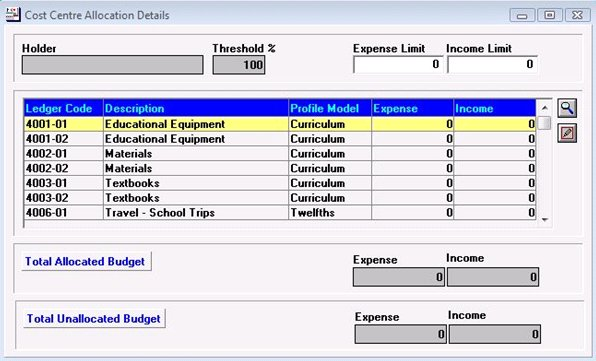 Cost Centre Allocation Details
Holder Threshold % Expense Limit Income Limit
100 0 0
Ledger Code Description Profile Model Expense Income
4001-01 Educational Equipment Curriculum 0 0
4001-02 Educational Equipment Curriculum 0 0
4002-01 Materials Curriculum 0 0
4002-02 Materials Curriculum 0 0
4003-01 Textbooks Curriculum 0 0
4003-02 Textbooks Curriculum 0 0
4006-01 Travel - School Trips Twelfths 0 0
Total Allocated Budget Expense Income
0 0
Total Unallocated Budget Expense Income
0 0